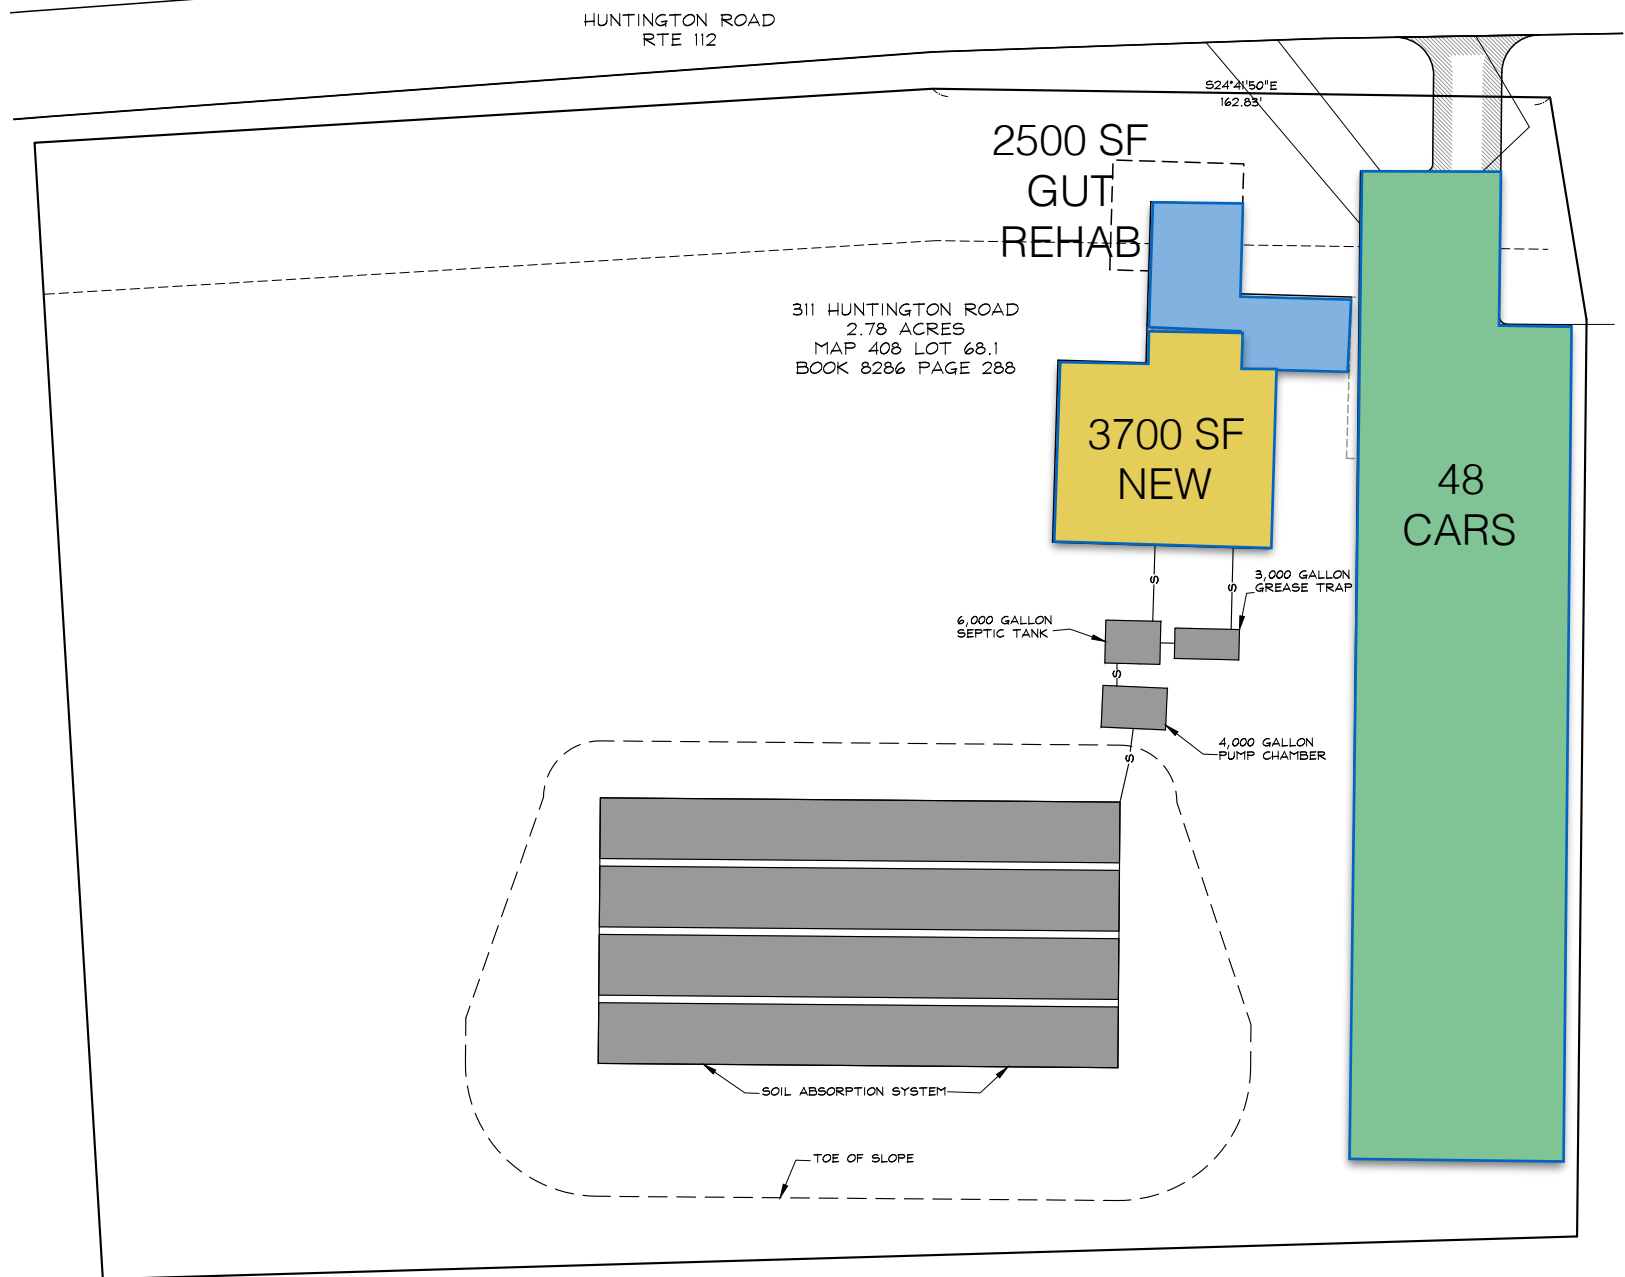 HUNTINGTON ROAD
RTE 112
S24°41'50"E
162.83'
2500 SF
GUT
REHAB
311 HUNTINGTON ROAD
2.78 ACRES
MAP 408 LOT 68.1
BOOK 8286 PAGE 288
3700 SF
NEW
48
CARS
S
S
3,000 GALLON
GREASE TRAP
6,000 GALLON
SEPTIC TANK
S
4,000 GALLON
PUMP CHAMBER
S
SOIL ABSORPTION SYSTEM
TOE OF SLOPE